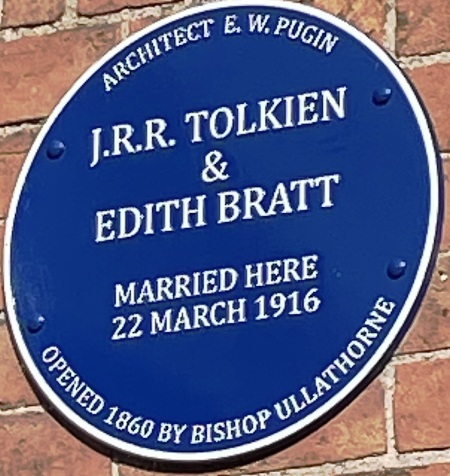 ARCHITECT E. W. PUGIN
J.R.R. TOLKIEN
&
EDITH BRATT
MARRIED HERE
22 MARCH 1916
OPENED 1860 BY BISHOP ULLATHORNE